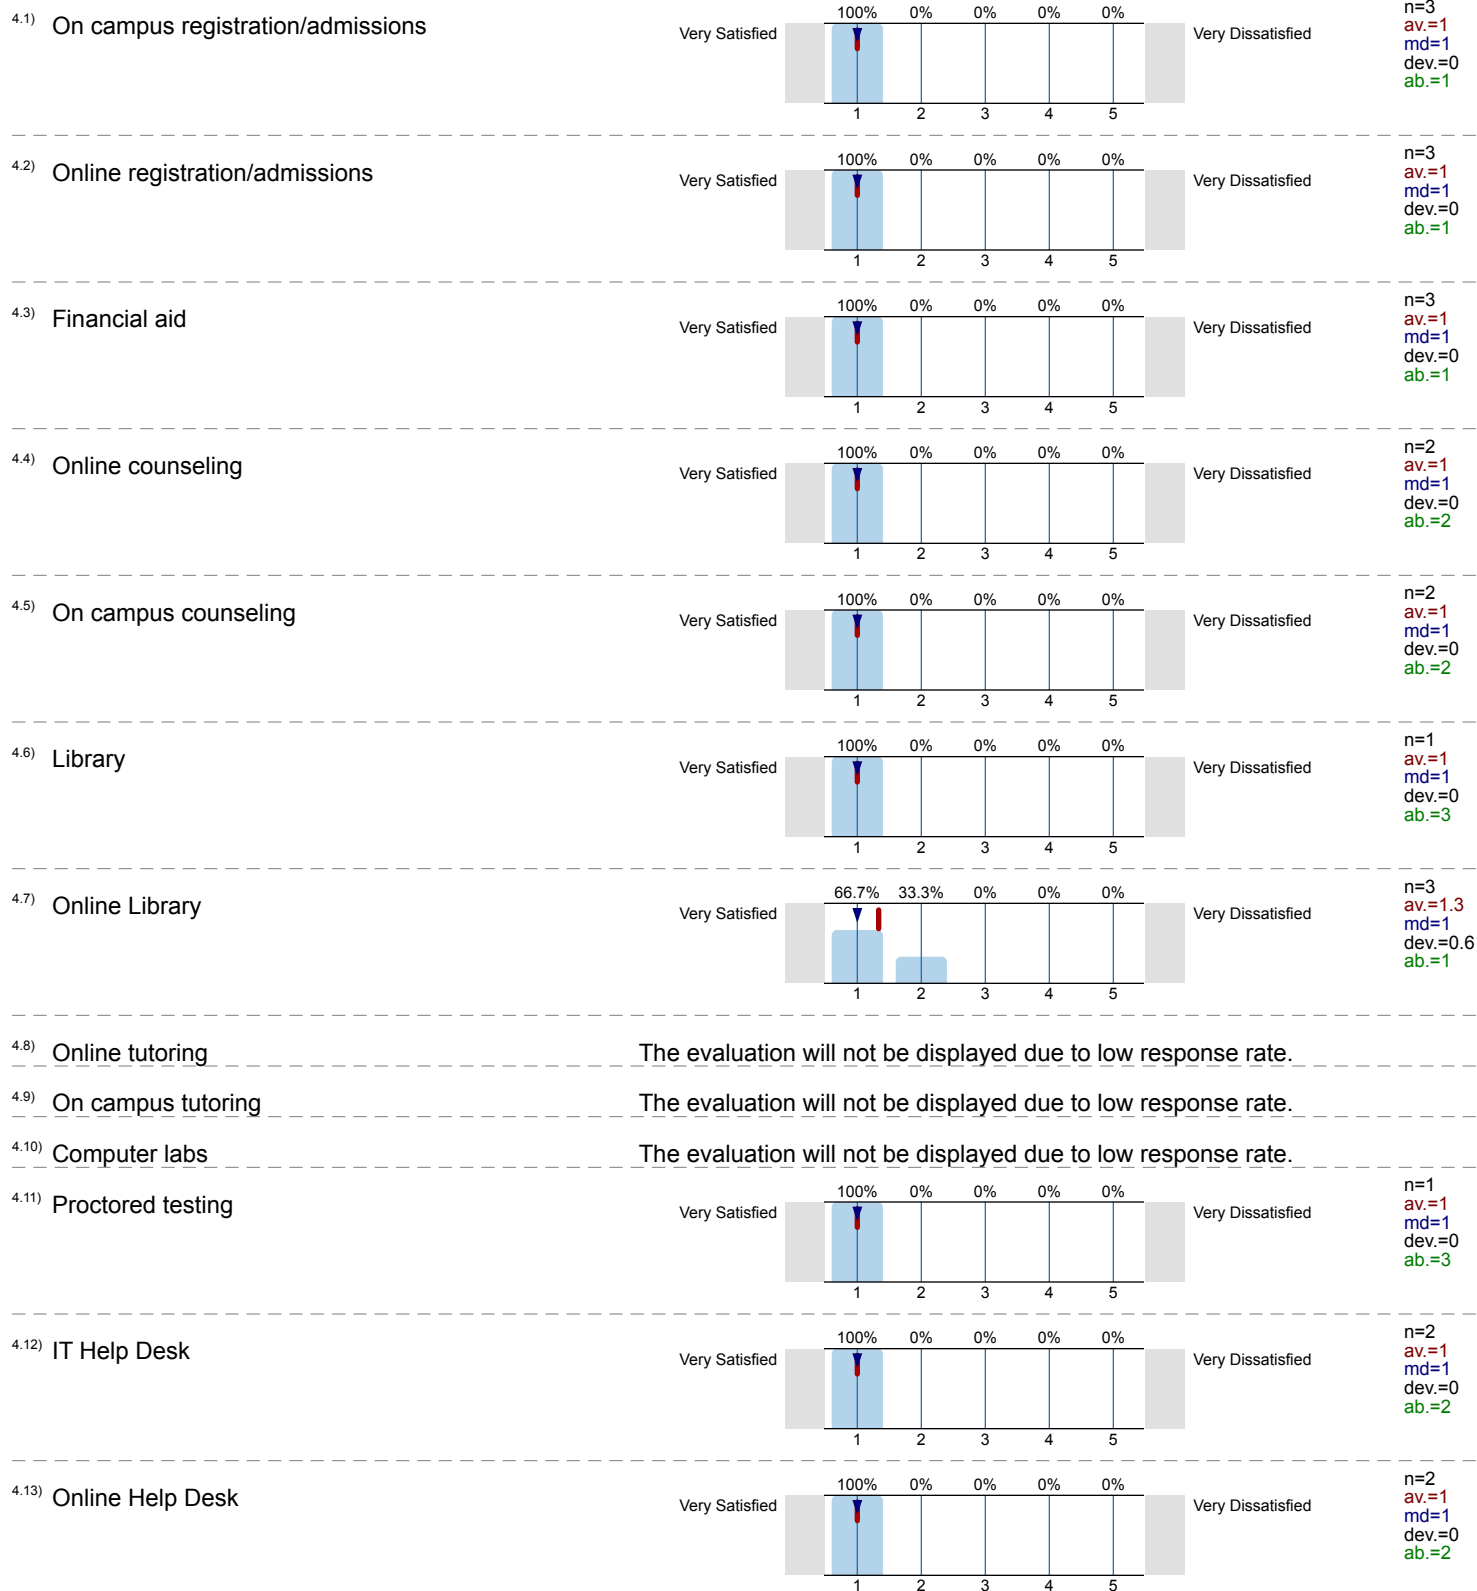 4.1) On campus registration/admissions
100% 0% 0% 0% 0%
Very Satisfied Very Dissatisfied
1 2 3 4 5
n=3
av.=1
md=1
dev.=0
ab.=1
4.2) Online registration/admissions
100% 0% 0% 0% 0%
Very Satisfied Very Dissatisfied
1 2 3 4 5
n=3
av.=1
md=1
dev.=0
ab.=1
4.3) Financial aid
100% 0% 0% 0% 0%
Very Satisfied Very Dissatisfied
1 2 3 4 5
n=3
av.=1
md=1
dev.=0
ab.=1
4.4) Online counseling
100% 0% 0% 0% 0%
Very Satisfied Very Dissatisfied
1 2 3 4 5
n=2
av.=1
md=1
dev.=0
ab.=2
4.5) On campus counseling
100% 0% 0% 0% 0%
Very Satisfied Very Dissatisfied
1 2 3 4 5
n=2
av.=1
md=1
dev.=0
ab.=2
4.6) Library
100% 0% 0% 0% 0%
Very Satisfied Very Dissatisfied
1 2 3 4 5
n=1
av.=1
md=1
dev.=0
ab.=3
4.7) Online Library
66.7% 33.3% 0% 0% 0%
Very Satisfied Very Dissatisfied
1 2 3 4 5
n=3
av.=1.3
md=1
dev.=0.6
ab.=1
4.8) Online tutoring The evaluation will not be displayed due to low response rate.
4.9) On campus tutoring The evaluation will not be displayed due to low response rate.
4.10) Computer labs The evaluation will not be displayed due to low response rate.
4.11) Proctored testing
100% 0% 0% 0% 0%
Very Satisfied Very Dissatisfied
1 2 3 4 5
n=1
av.=1
md=1
dev.=0
ab.=3
4.12) IT Help Desk
100% 0% 0% 0% 0%
Very Satisfied Very Dissatisfied
1 2 3 4 5
n=2
av.=1
md=1
dev.=0
ab.=2
4.13) Online Help Desk
100% 0% 0% 0% 0%
Very Satisfied Very Dissatisfied
1 2 3 4 5
n=2
av.=1
md=1
dev.=0
ab.=2